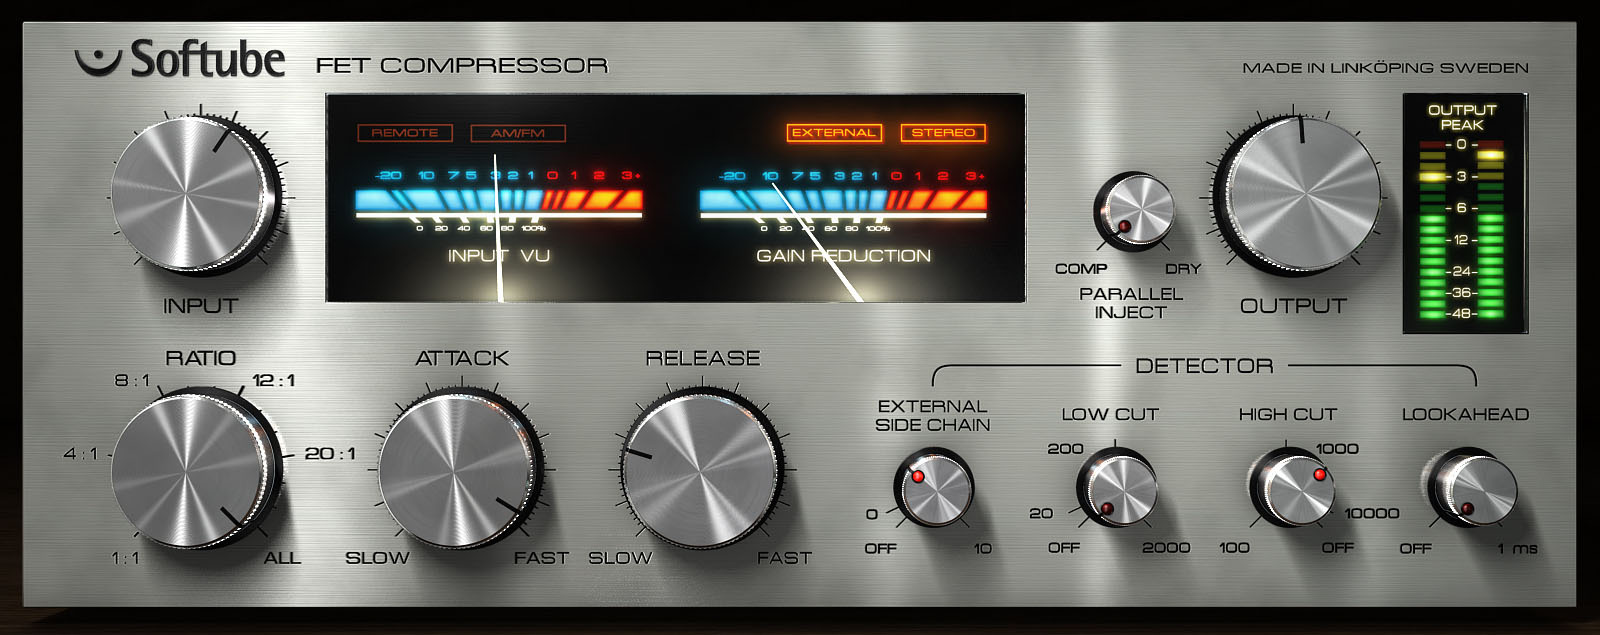 Softube FET COMPRESSOR
MADE IN LINKÖPING SWEDEN
REMOTE AM/FM
EXTERNAL STEREO
-20 10 7 5 3 2 1 0 1 2 3+
0 20 40 60 80 100%
INPUT VU
-20 10 7 5 3 2 1 0 1 2 3+
0 20 40 60 80 100%
GAIN REDUCTION
INPUT
COMP DRY
PARALLEL
INJECT
OUTPUT
OUTPUT
PEAK
-0-
-3-
-6-
-12-
-24-
-36-
-48-
RATIO
8:1 12:1
4:1 20:1
1:1 ALL
ATTACK
SLOW FAST
RELEASE
SLOW FAST
DETECTOR
EXTERNAL
SIDE CHAIN
0
OFF 10
LOW CUT
200
20
OFF 2000
HIGH CUT
1000
10000
100 OFF
LOOKAHEAD
OFF 1 ms